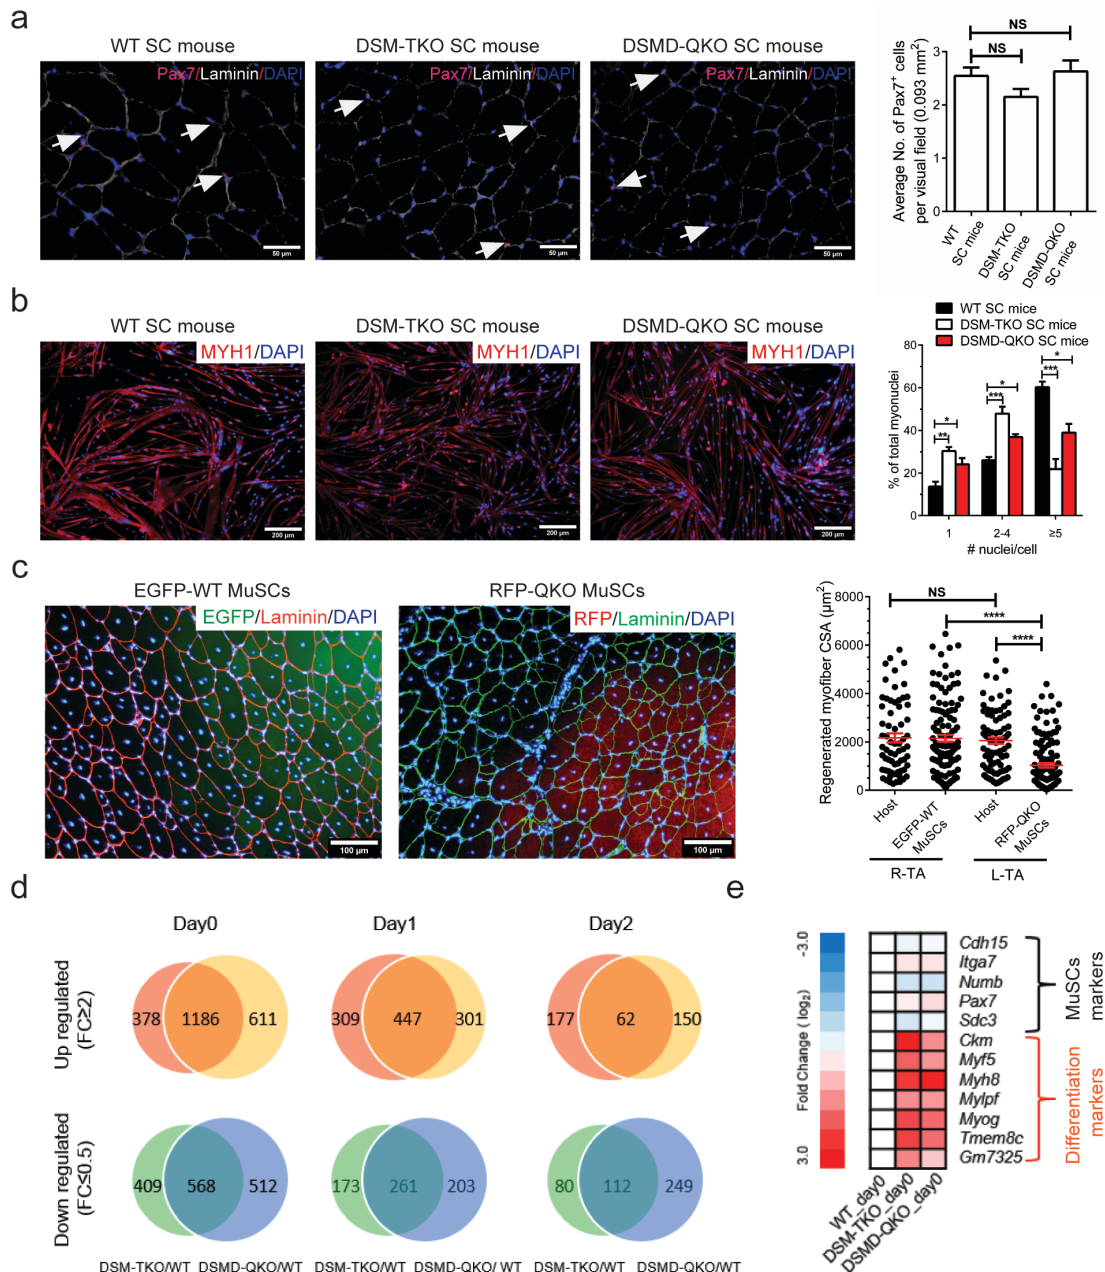 a
WT SC mouse
DSM-TKO SC mouse
DSMD-QKO SC mouse
Pax7/Laminin/DAPI
Pax7/Laminin/DAPI
Pax7/Laminin/DAPI
50 µm
50 µm
50 µm
Average No. of Pax7+ cells
per visual field (0.093 mm²)
3
2
1
0
NS
NS
WT
SC mice
DSM-TKO
SC mice
DSMD-QKO
SC mice
b
WT SC mouse
DSM-TKO SC mouse
DSMD-QKO SC mouse
MYH1/DAPI
MYH1/DAPI
MYH1/DAPI
200 µm
200 µm
200 µm
WT SC mice
DSM-TKO SC mice
DSMD-QKO SC mice
% of total myonuclei
80
60
40
20
0
*
**
*
***
*
***
1
2-4
≥5
# nuclei/cell
c
EGFP-WT MuSCs
RFP-QKO MuSCs
EGFP/Laminin/DAPI
RFP/Laminin/DAPI
100 µm
100 µm
Regenerated myofiber CSA (µm²)
8000
6000
4000
2000
0
NS
****
****
Host
EGFP-WT
MuSCs
Host
RFP-QKO
MuSCs
R-TA
L-TA
d
Day0
Day1
Day2
Up regulated
(FC≥2)
378 1186 611
309 447 301
177 62 150
Down regulated
(FC≤0.5)
409 568 512
173 261 203
80 112 249
DSM-TKO/WT DSMD-QKO/WT
DSM-TKO/WT DSMD-QKO/ WT
DSM-TKO/WT DSMD-QKO/WT
e
-3.0
Fold Change ( log2)
3.0
Cdh15
Itga7
Numb
Pax7
Sdc3
Ckm
Myf5
Myh8
Mylpf
Myog
Tmem8c
Gm7325
MuSCs
markers
Differentiation
markers
WT_day0
DSM-TKO_day0
DSMD-QKO_day0